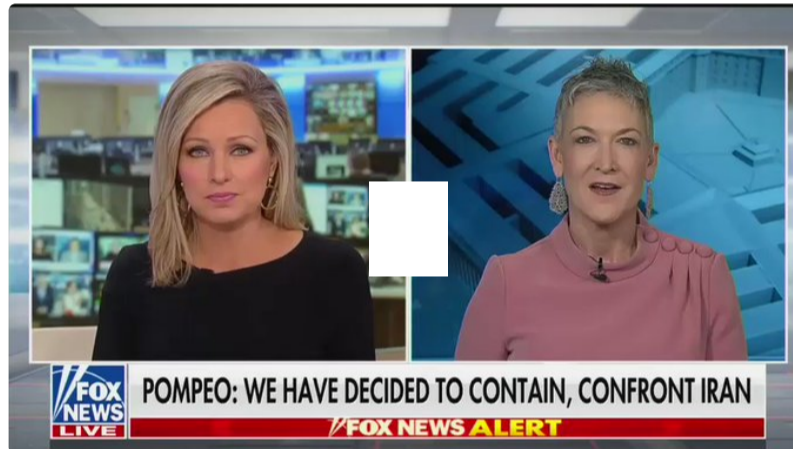 POMPEO: WE HAVE DECIDED TO CONTAIN, CONFRONT IRAN
FOX
NEWS
LIVE
FOX NEWS ALERT